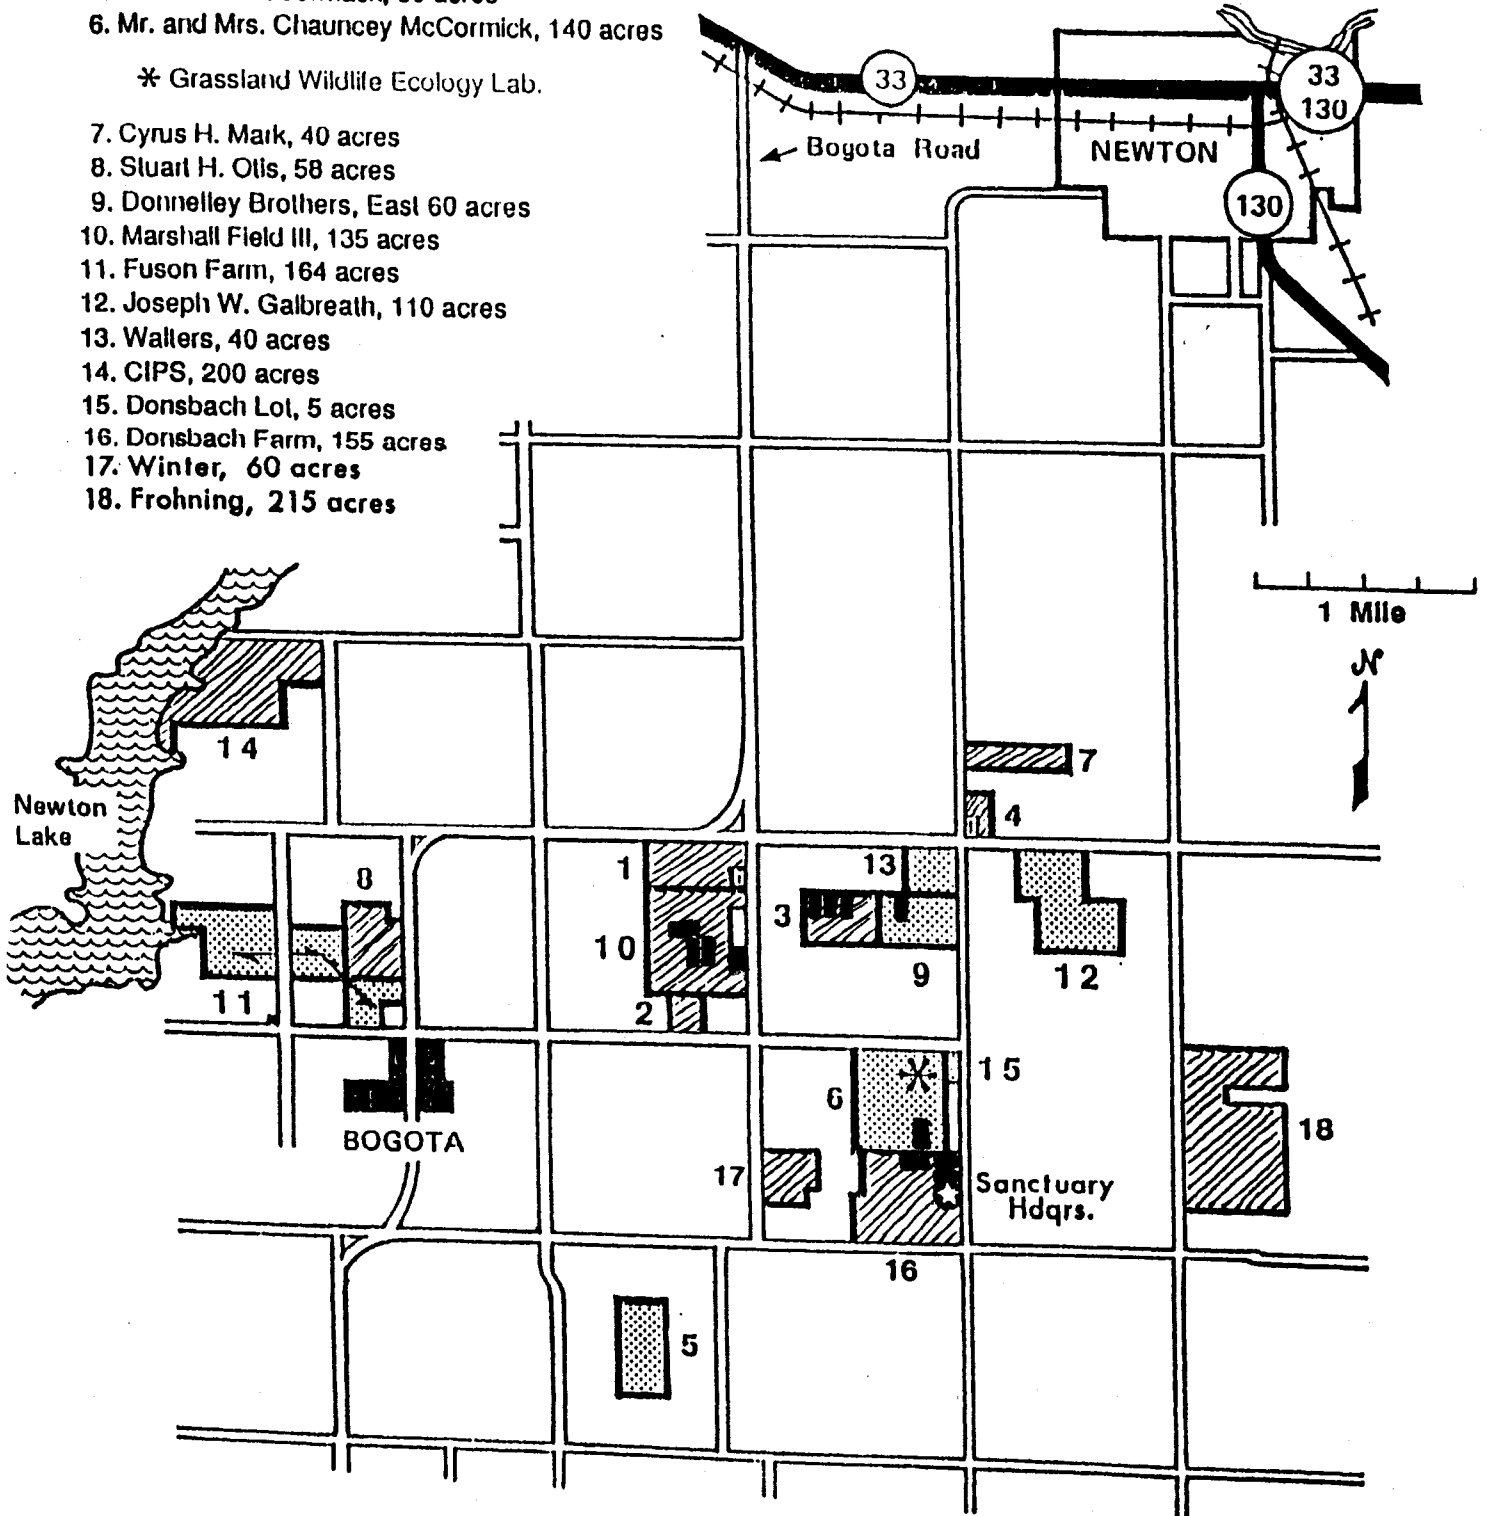 6. Mr. and Mrs. Chauncey McCormick, 140 acres
* Grassland Wildlife Ecology Lab.
7. Cyrus H. Mark, 40 acres
8. Stuart H. Otis, 58 acres
9. Donnelley Brothers, East 60 acres
10. Marshall Field III, 135 acres
11. Fuson Farm, 164 acres
12. Joseph W. Galbreath, 110 acres
13. Walters, 40 acres
14. CIPS, 200 acres
15. Donsbach Lot, 5 acres
16. Donsbach Farm, 155 acres
17. Winter, 60 acres
18. Frohning, 215 acres
33
33
130
Bogota Road
NEWTON
130
1 Mile
N
14
7
Newton
Lake
4
1
13
8
3
10
9
12
11
2
15
6
BOGOTA
18
17
Sanctuary
Hdqrs.
16
5